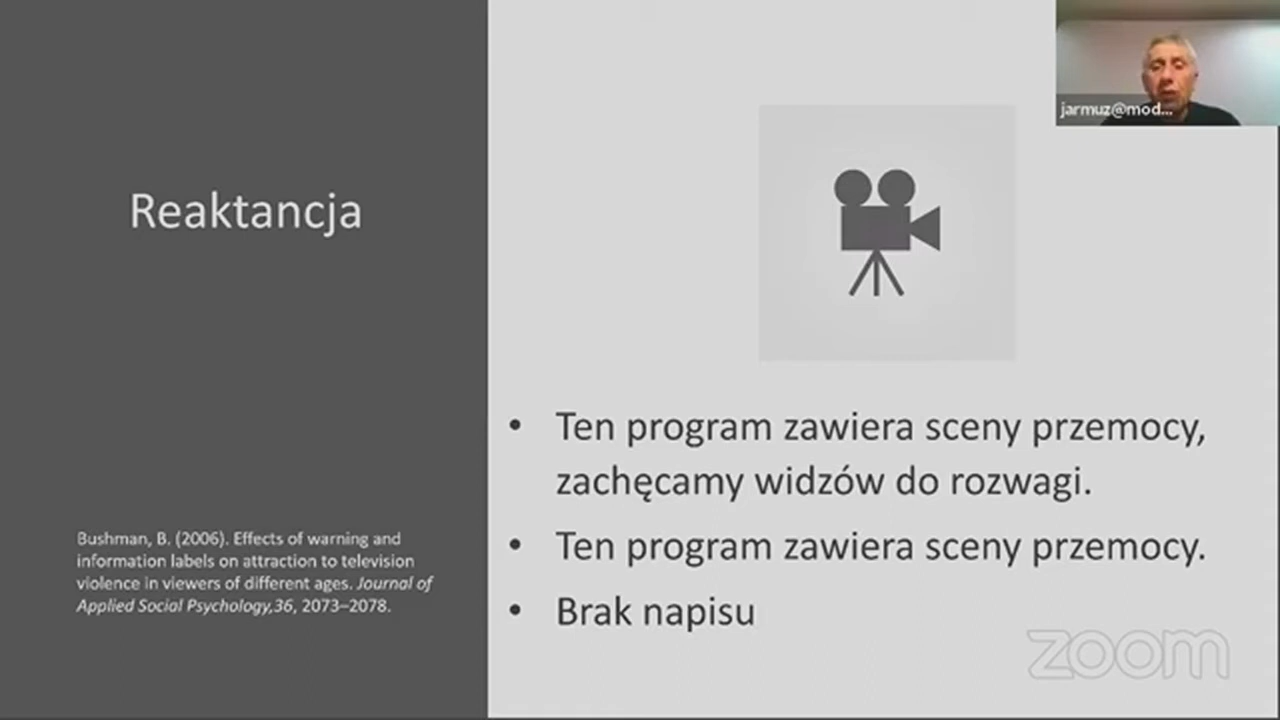 Reaktancja
Bushman, B. (2006). Effects of warning and
information labels on attraction to television
violence in viewers of different ages. Journal of
Applied Social Psychology,36, 2073–2078.
Ten program zawiera sceny przemocy,
zachęcamy widzów do rozwagi.
Ten program zawiera sceny przemocy.
Brak napisu
jarmuz@mod...
zoom